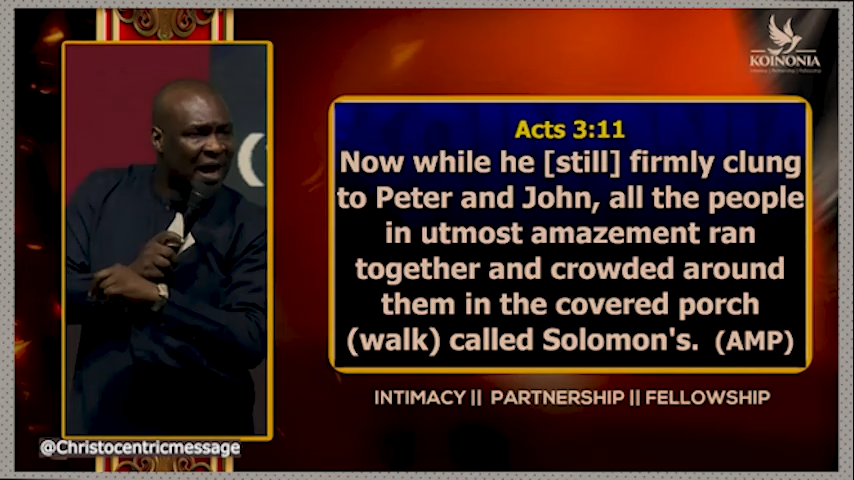 KOINONIA
Acts 3:11
Now while he [still] firmly clung
to Peter and John, all the people
in utmost amazement ran
together and crowded around
them in the covered porch
(walk) called Solomon's. (AMP)
INTIMACY || PARTNERSHIP || FELLOWSHIP
@Christocentricmessage